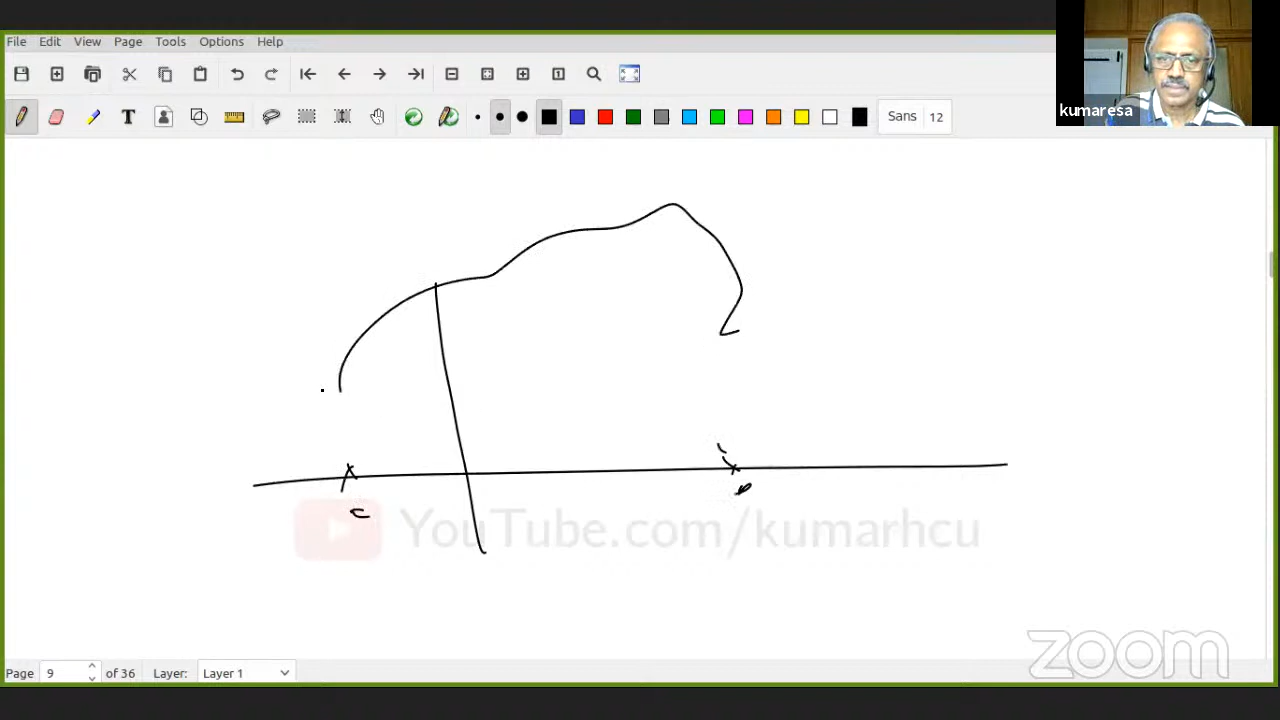 File Edit View Page Tools Options Help
T Sans 12
kumaresa
c
YouTube.com/kumarhcu
zoom
Page 9 of 36 Layer: Layer 1